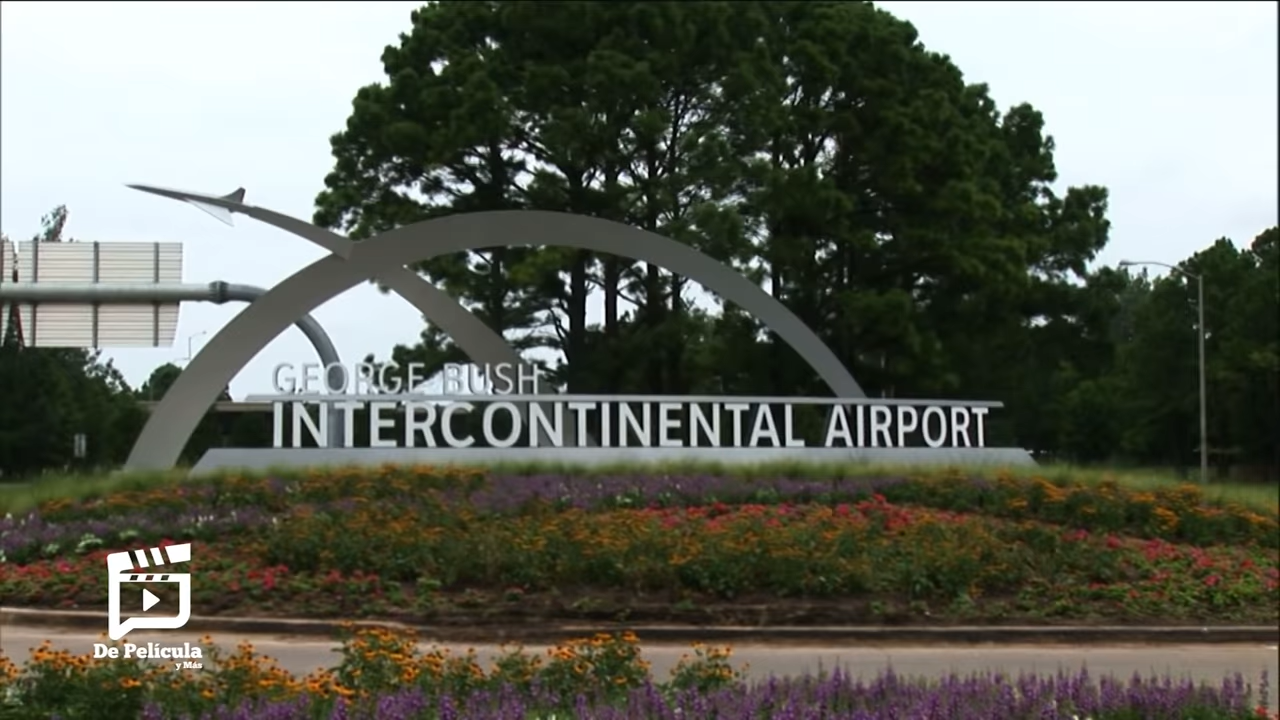 GEORGE BUSH
INTERCONTINENTAL AIRPORT
De Película
y Más